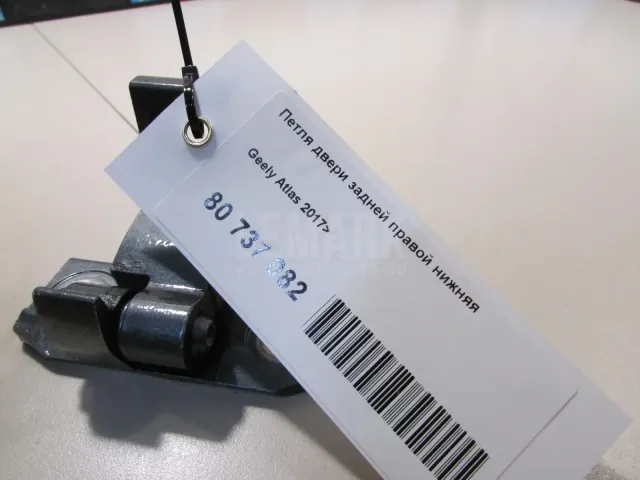 Петля двери задней правой нижняя
Geely Atlas 2017>
80 737 082